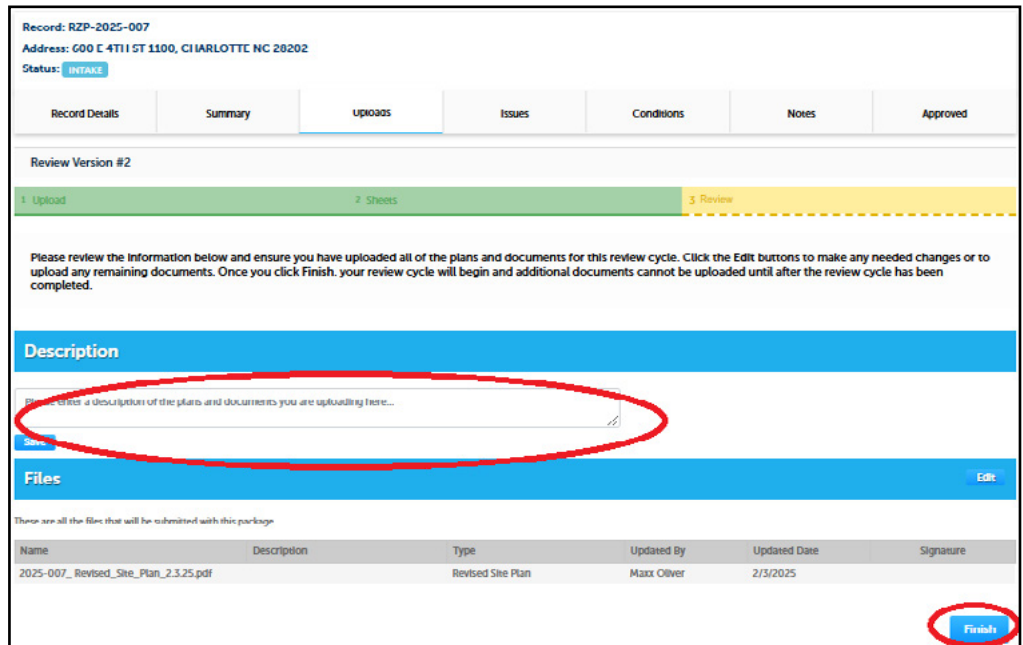 Record: RZP-2025-007
Address: 600 E 4TH ST 1100, CHARLOTTE NC 28202
Status: INTAKE
Record Details Summary Uploads Issues Conditions Notes Approved
Review Version #2
1 Upload 2 Sheets 3 Review
Please review the information below and ensure you have uploaded all of the plans and documents for this review cycle. Click the Edit buttons to make any needed changes or to
upload any remaining documents. Once you click Finish, your review cycle will begin and additional documents cannot be uploaded until after the review cycle has been
completed.
Description
Please enter a description of the plans and documents you are uploading here...
Save
Files Edit
These are all the files that will be submitted with this package
Name Description Type Updated By Updated Date Signature
2025-007_ Revised_Site_Plan_2.3.25.pdf Revised Site Plan Maxx Oliver 2/3/2025
Finish